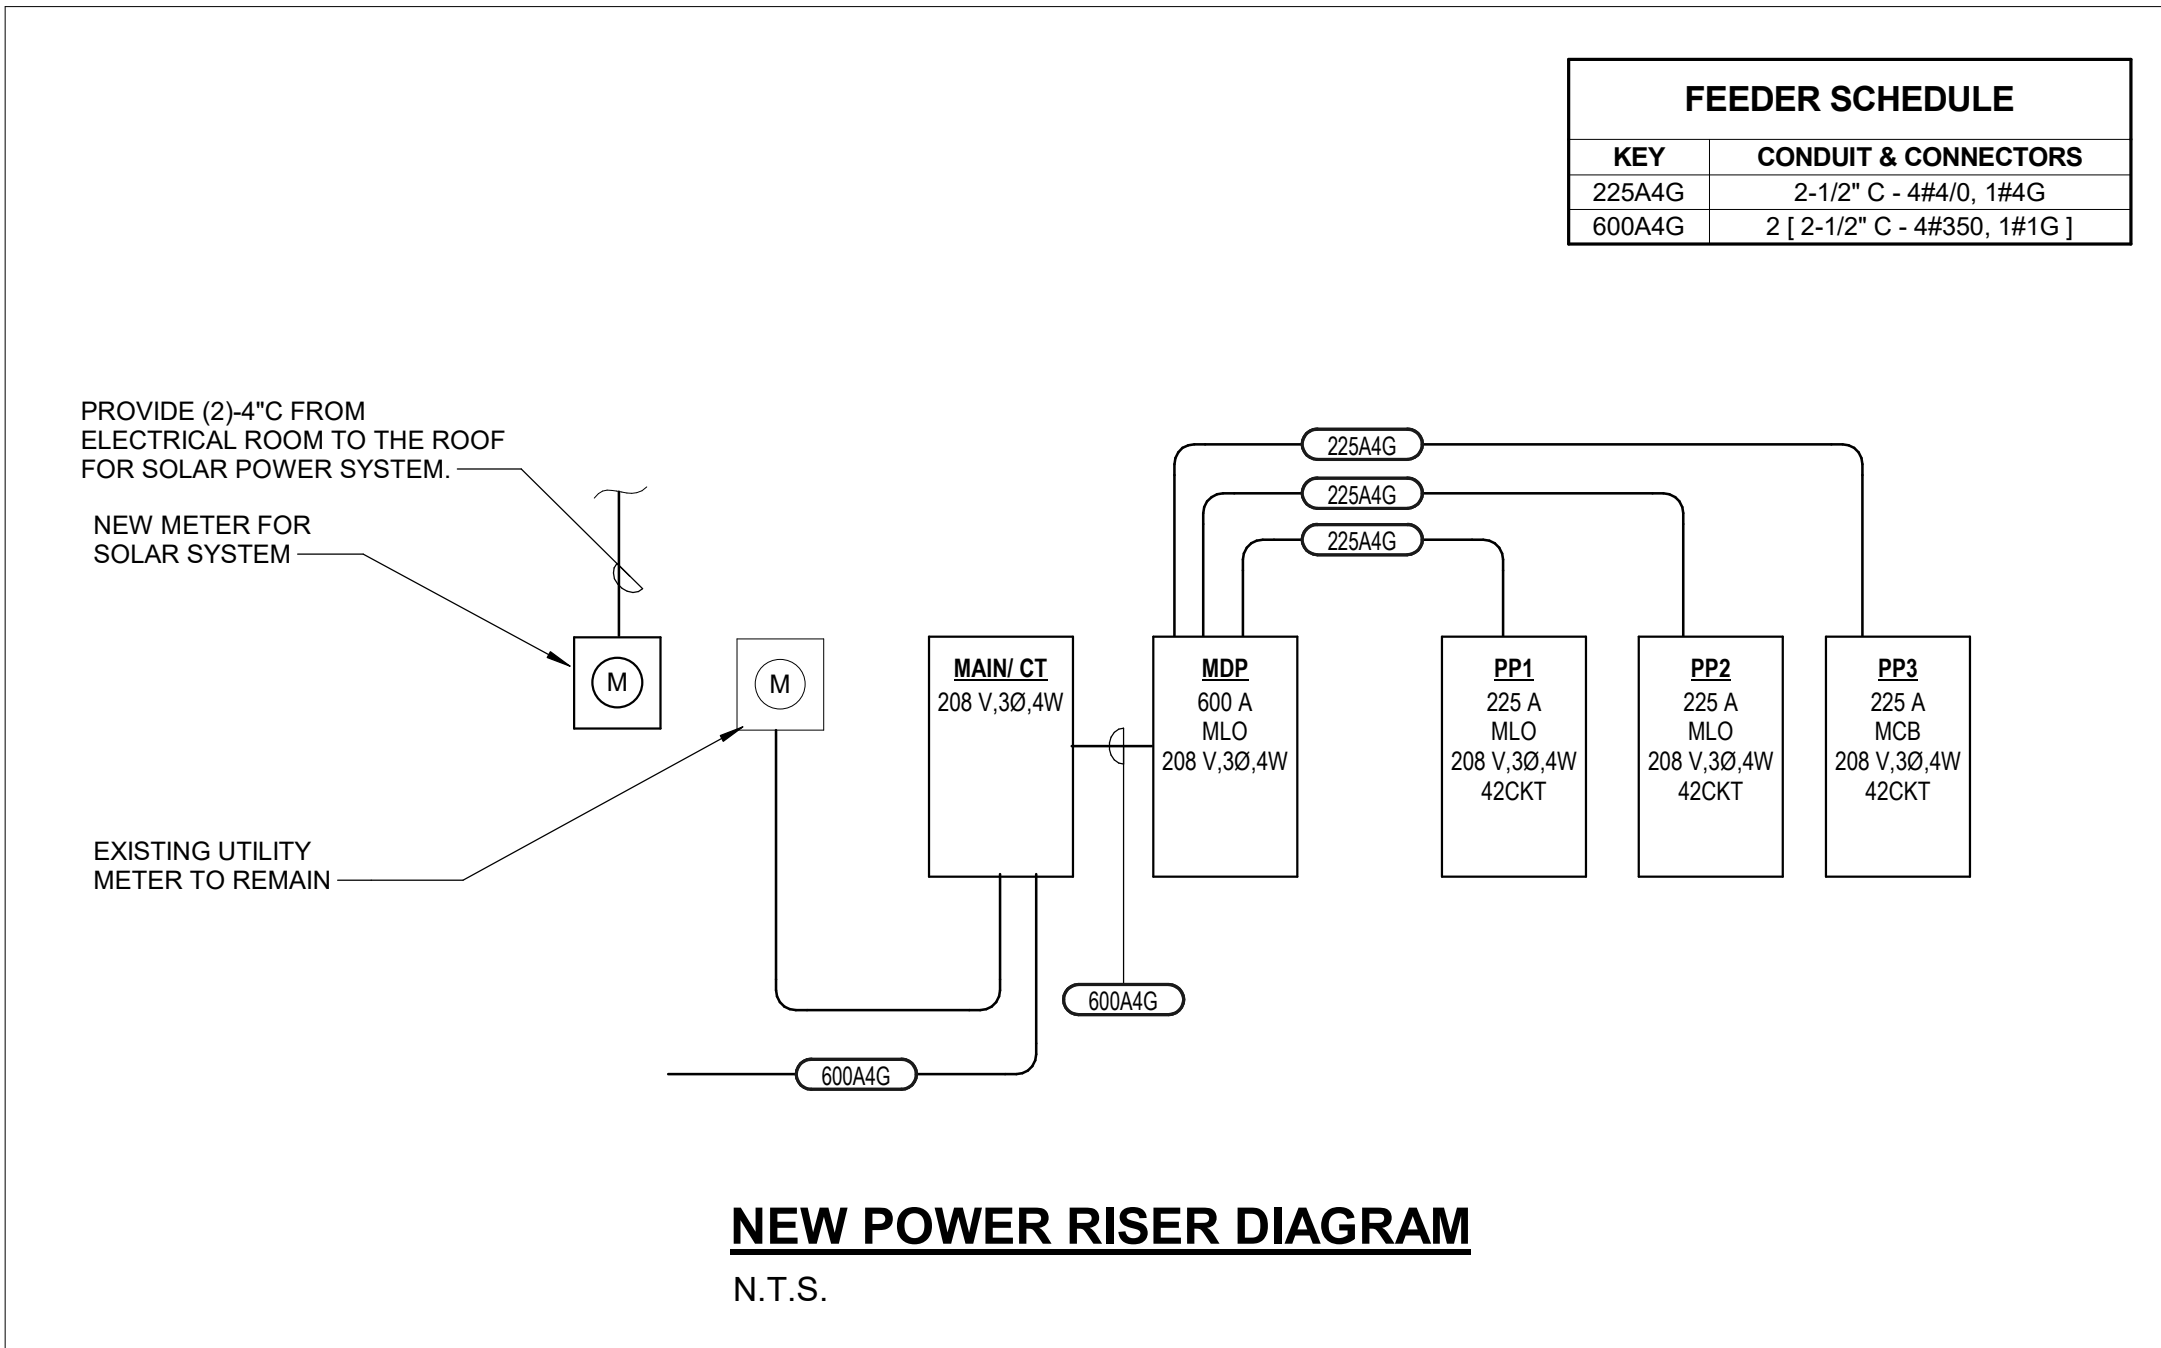 FEEDER SCHEDULE
KEY CONDUIT & CONNECTORS
225A4G 2-1/2" C - 4#4/0, 1#4G
600A4G 2 [ 2-1/2" C - 4#350, 1#1G ]
PROVIDE (2)-4"C FROM
ELECTRICAL ROOM TO THE ROOF
FOR SOLAR POWER SYSTEM.
NEW METER FOR
SOLAR SYSTEM
EXISTING UTILITY
METER TO REMAIN
M
M
225A4G
225A4G
225A4G
MAIN/ CT
208 V,3Ø,4W
MDP
600 A
MLO
208 V,3Ø,4W
PP1
225 A
MLO
208 V,3Ø,4W
42CKT
PP2
225 A
MLO
208 V,3Ø,4W
42CKT
PP3
225 A
MCB
208 V,3Ø,4W
42CKT
600A4G
600A4G
NEW POWER RISER DIAGRAM
N.T.S.